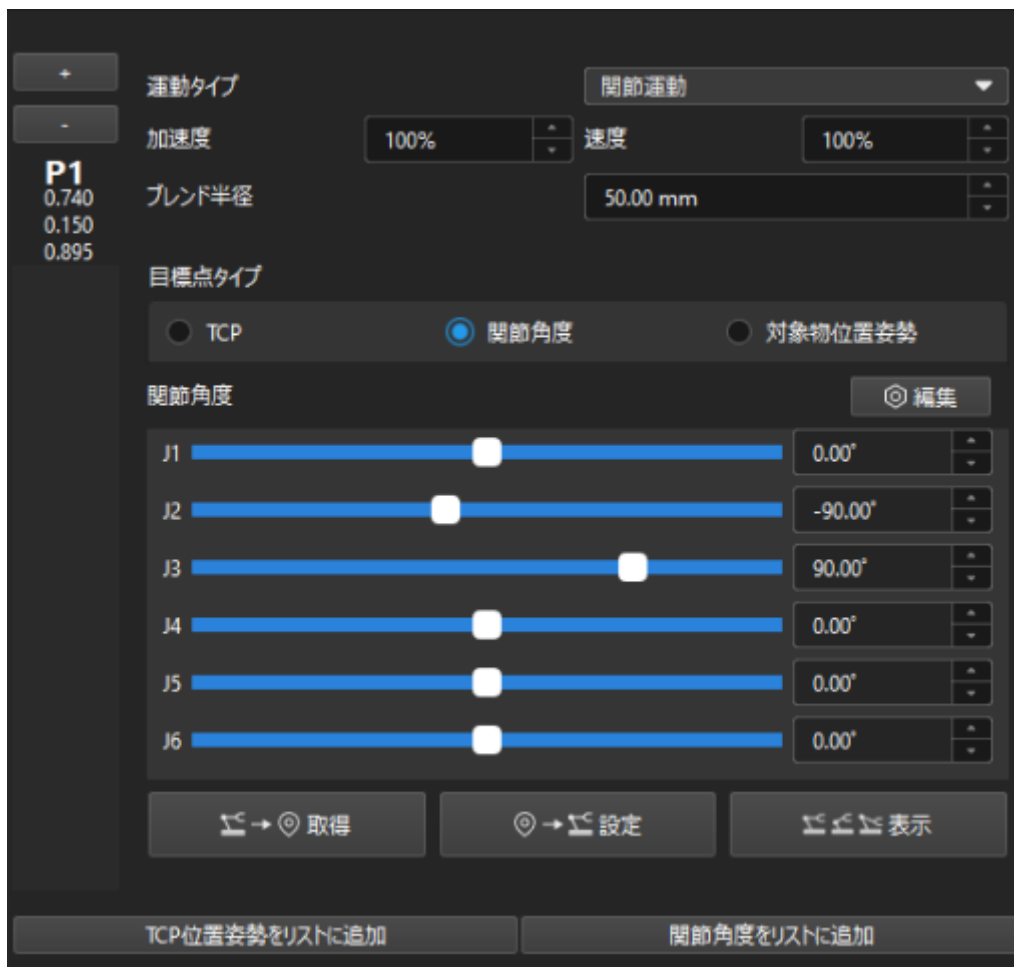 +
-
P1
0.740
0.150
0.895
運動タイプ 関節運動
加速度 100% 速度 100%
ブレンド半径 50.00 mm
目標点タイプ
TCP 関節角度 対象物位置姿勢
関節角度 編集
J1 0.00°
J2 -90.00°
J3 90.00°
J4 0.00°
J5 0.00°
J6 0.00°
取得 設定 表示
TCP位置姿勢をリストに追加 関節角度をリストに追加